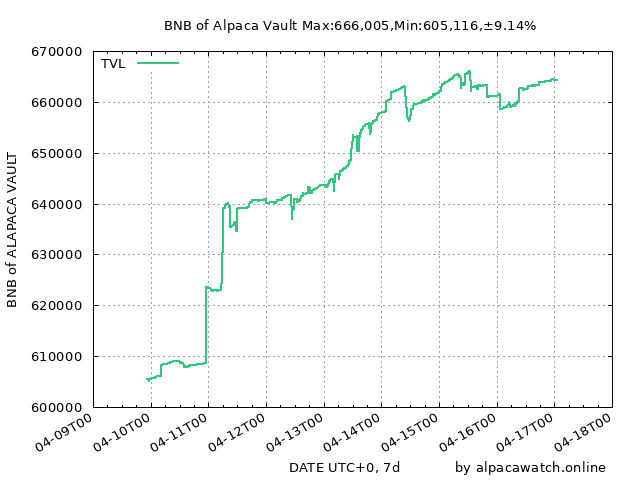 BNB of Alpaca Vault Max:666,005,Min:605,116,±9.14%
TVL
670000
660000
650000
640000
630000
620000
610000
600000
BNB of ALAPACA VAULT
04-09T00
04-10T00
04-11T00
04-12T00
04-13T00
04-14T00
04-15T00
04-16T00
04-17T00
04-18T00
DATE UTC+0, 7d
by alpacawatch.online